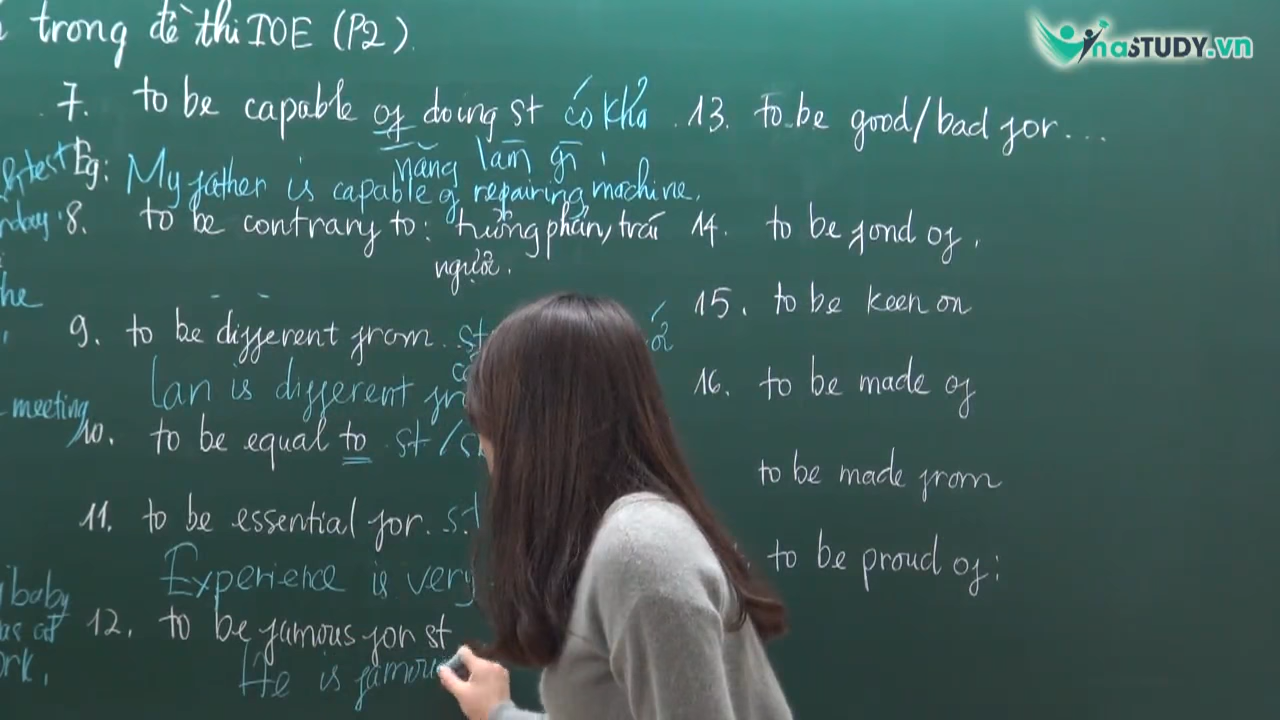 trong đề thi IOE (P2).
VinaSTUDY.vn
7. to be capable of doing st có khả
năng làm gì
Eg: My father is capable of repairing machine.
8. to be contrary to: tương phản, trái
ngược.
9. to be different from st
Lan is different
10. to be equal to st/
11. to be essential for st
Experience is very
12. to be famous for st
He is famous
13. to be good/bad for...
14. to be fond of.
15. to be keen on
16. to be made of
to be made from
to be proud of:
meeting
baby